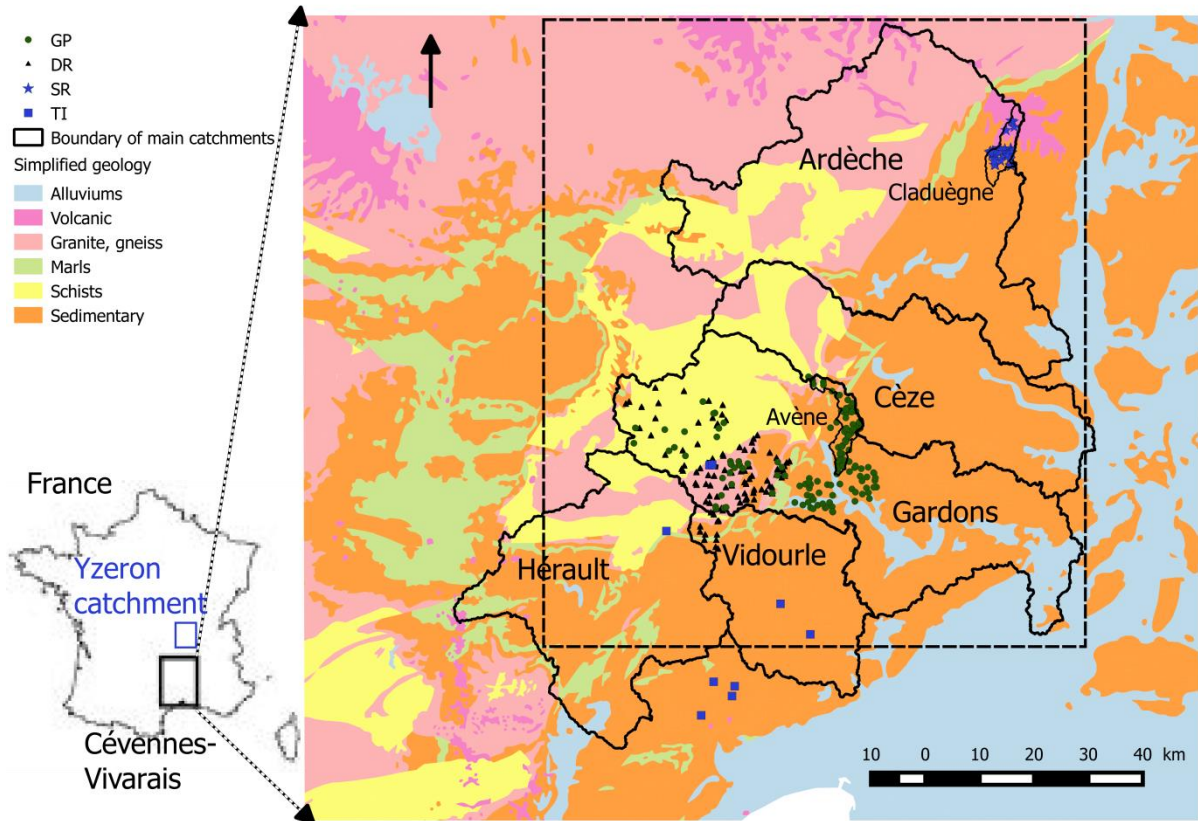 GP
DR
SR
TI
Boundary of main catchments
Simplified geology
Alluviums
Volcanic
Granite, gneiss
Marls
Schists
Sedimentary
Ardèche
Claduègne
Cèze
Avène
Gardons
Vidourle
Hérault
France
Yzeron
catchment
Cévennes-
Vivarais
10 0 10 20 30 40 km